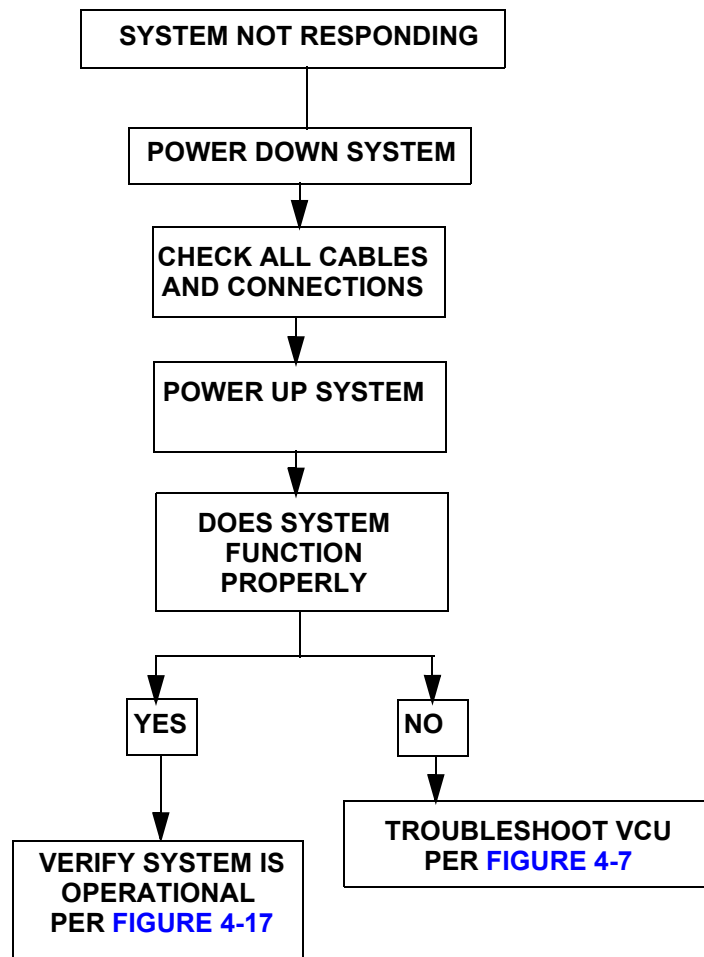 SYSTEM NOT RESPONDING
POWER DOWN SYSTEM
CHECK ALL CABLES
AND CONNECTIONS
POWER UP SYSTEM
DOES SYSTEM
FUNCTION
PROPERLY
YES
NO
TROUBLESHOOT VCU
PER FIGURE 4-7
VERIFY SYSTEM IS
OPERATIONAL
PER FIGURE 4-17